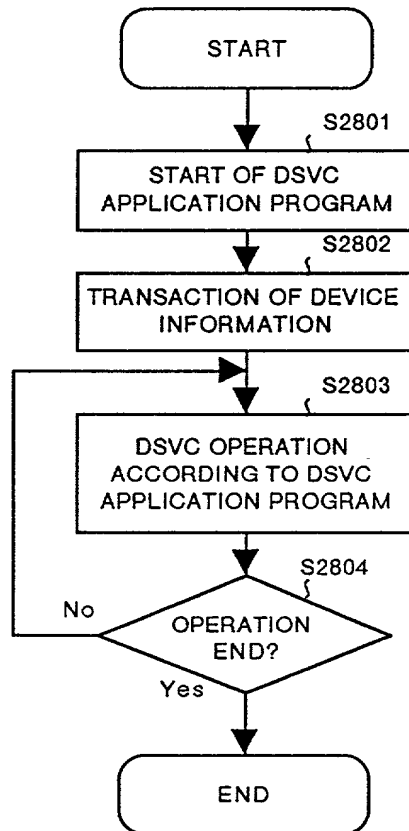 START
S2801
START OF DSVC
APPLICATION PROGRAM
S2802
TRANSACTION OF DEVICE
INFORMATION
S2803
DSVC OPERATION
ACCORDING TO DSVC
APPLICATION PROGRAM
S2804
No
OPERATION
END?
Yes
END